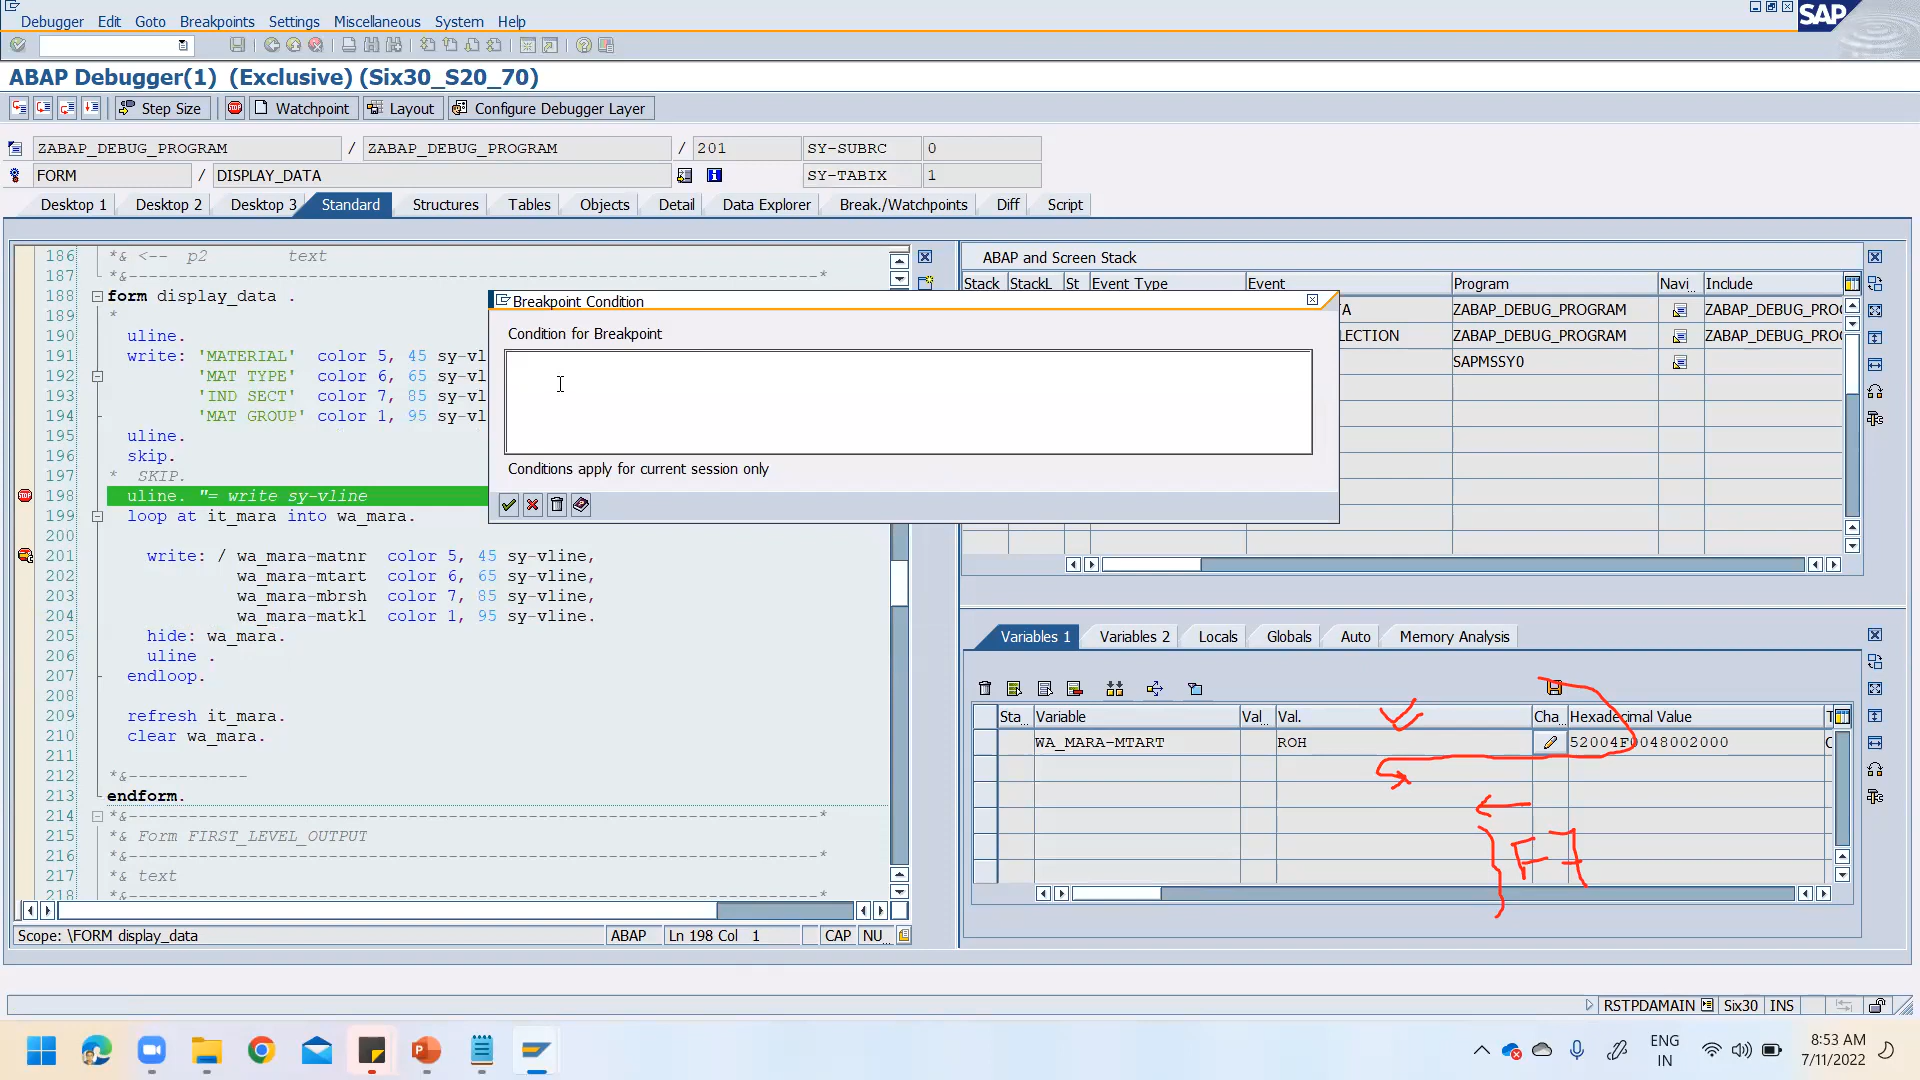 Debugger Edit Goto Breakpoints Settings Miscellaneous System Help
SAP
ABAP Debugger(1) (Exclusive) (Six30_S20_70)
Step Size Watchpoint Layout Configure Debugger Layer
ZABAP_DEBUG_PROGRAM / ZABAP_DEBUG_PROGRAM / 201 SY-SUBRC 0
FORM / DISPLAY_DATA SY-TABIX 1
Desktop 1 Desktop 2 Desktop 3 Standard Structures Tables Objects Detail Data Explorer Break./Watchpoints Diff Script
186 *& <-- p2 text
187 *&----------------------------------------------------------------------*
188 form display_data .
189 *
190 uline.
191 write: 'MATERIAL' color 5, 45 sy-vl
192 'MAT TYPE' color 6, 65 sy-vl
193 'IND SECT' color 7, 85 sy-vl
194 'MAT GROUP' color 1, 95 sy-vl
195 uline.
196 skip.
197 * SKIP.
198 uline. "= write sy-vline
199 loop at it_mara into wa_mara.
200
201 write: / wa_mara-matnr color 5, 45 sy-vline,
202 wa_mara-mtart color 6, 65 sy-vline,
203 wa_mara-mbrsh color 7, 85 sy-vline,
204 wa_mara-matkl color 1, 95 sy-vline.
205 hide: wa_mara.
206 uline .
207 endloop.
208
209 refresh it_mara.
210 clear wa_mara.
211
212 *&------------
213 endform.
214 *&----------------------------------------------------------------------*
215 *& Form FIRST_LEVEL_OUTPUT
216 *&----------------------------------------------------------------------*
217 *& text
218 *&----------------------------------------------------------------------*
Scope: \FORM display_data ABAP Ln 198 Col 1 CAP NU...
Breakpoint Condition
Condition for Breakpoint
Conditions apply for current session only
ABAP and Screen Stack
Stack StackL St Event Type Event Program Navi.. Include
A ZABAP_DEBUG_PROGRAM ZABAP_DEBUG_PRO
LECTION ZABAP_DEBUG_PROGRAM ZABAP_DEBUG_PRO
SAPMSSY0
Variables 1 Variables 2 Locals Globals Auto Memory Analysis
Sta... Variable Val... Val. Cha... Hexadecimal Value T
WA_MARA-MTART ROH 52004F0048002000 C
F7
RSTPDAMAIN Six30 INS
ENG
IN
8:53 AM
7/11/2022